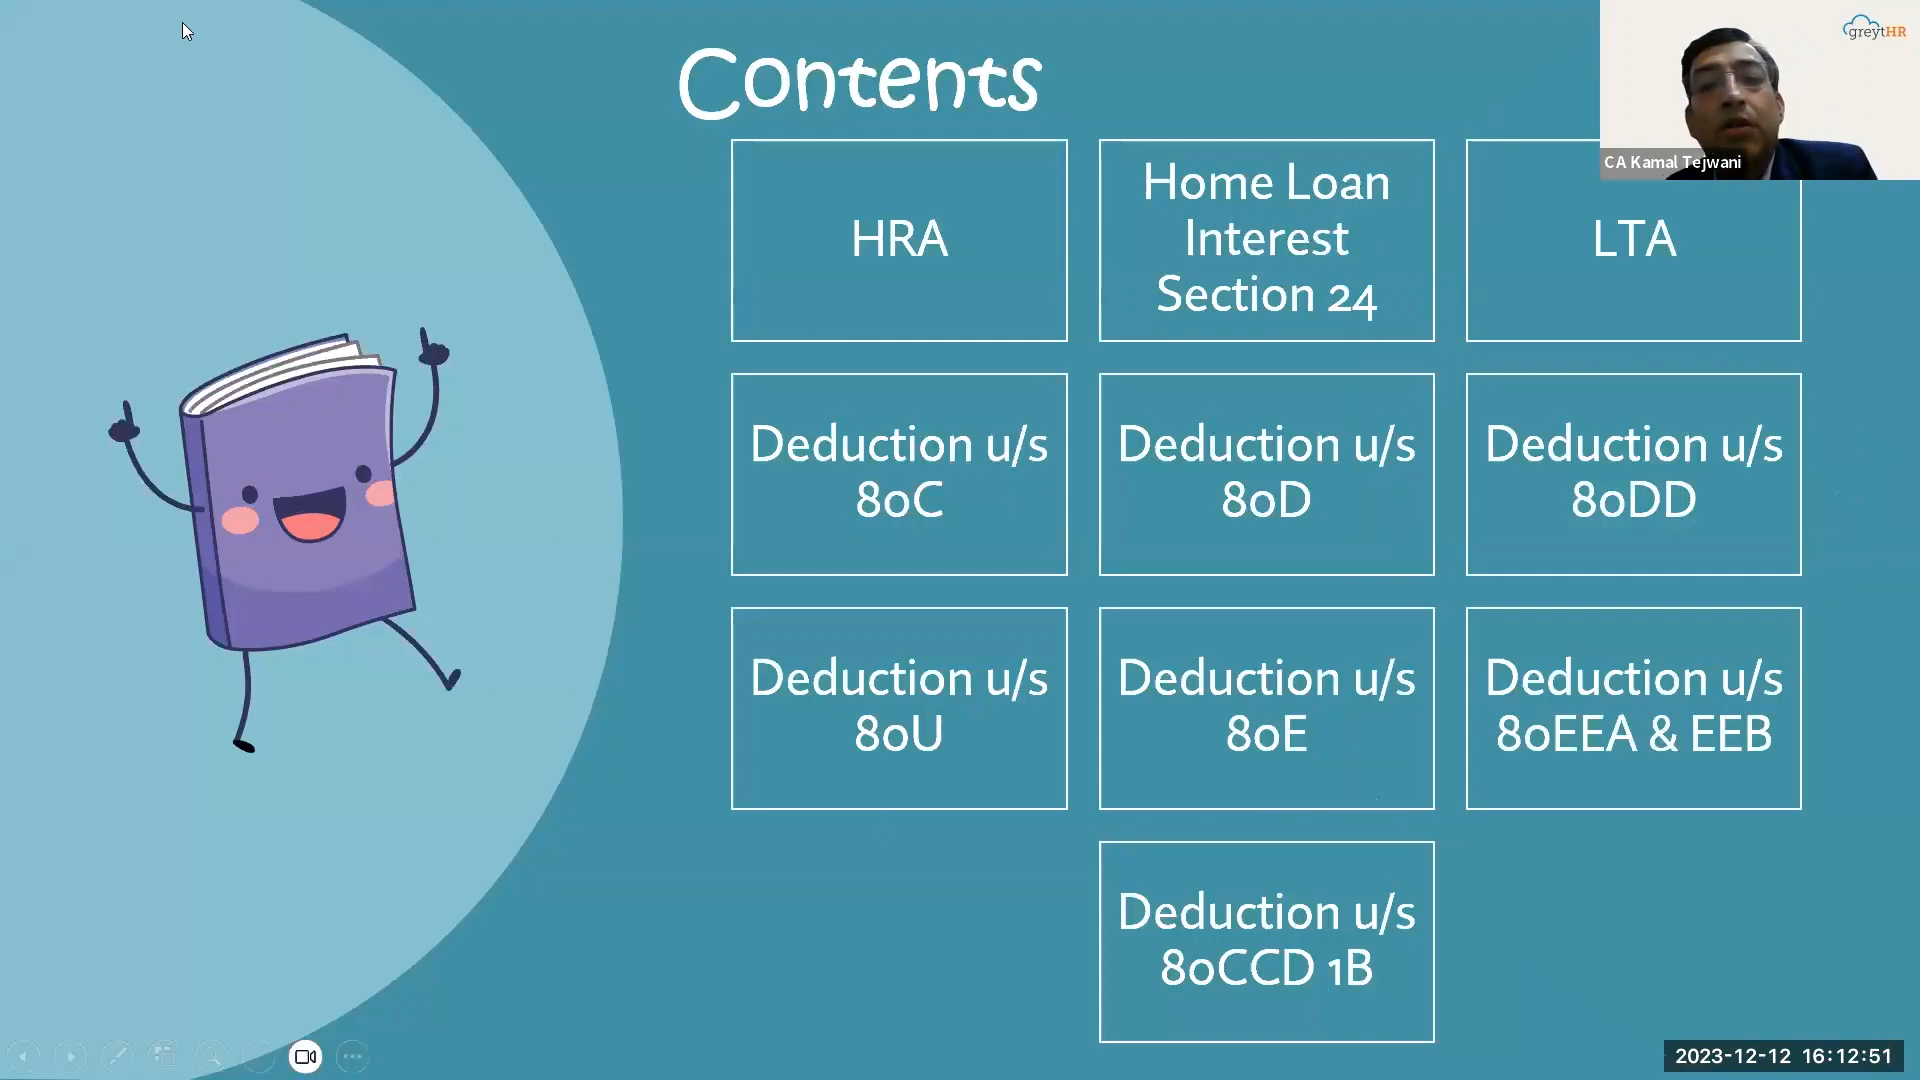 Contents
greytHR
CA Kamal Tejwani
HRA
Home Loan
Interest
Section 24
LTA
Deduction u/s
80C
Deduction u/s
80D
Deduction u/s
80DD
Deduction u/s
80U
Deduction u/s
80E
Deduction u/s
80EEA & EEB
Deduction u/s
80CCD 1B
2023-12-12 16:12:51